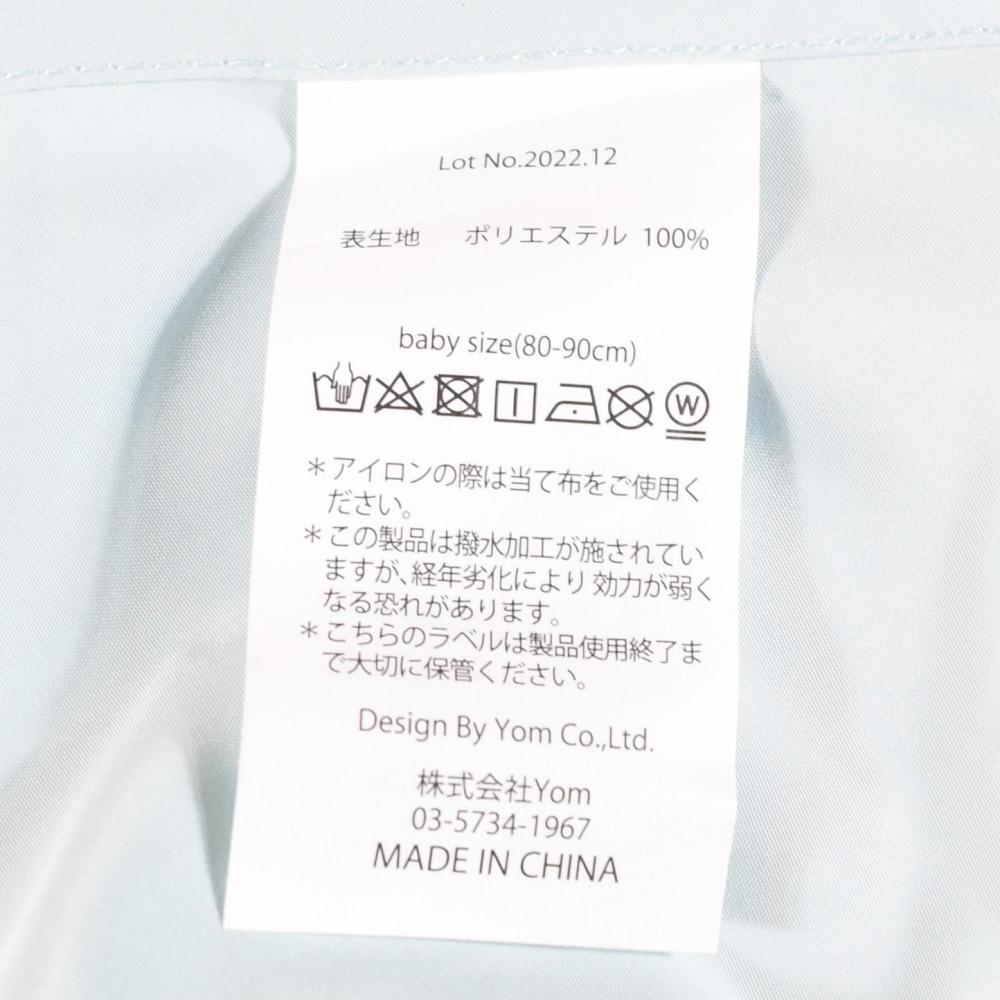 Lot No.2022.12
表生地 ポリエステル 100%
baby size(80-90cm)
W
＊アイロンの際は当て布をご使用く
ださい。
＊この製品は撥水加工が施されてい
ますが、経年劣化により効力が弱く
なる恐れがあります。
＊こちらのラベルは製品使用終了ま
で大切に保管ください。
Design By Yom Co.,Ltd.
株式会社Yom
03-5734-1967
MADE IN CHINA